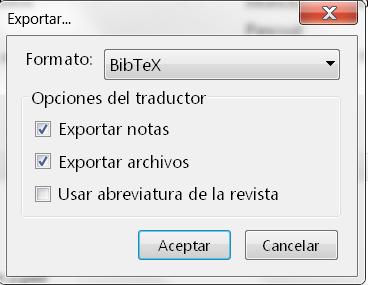 Exportar...
Formato: BibTeX
Opciones del traductor
Exportar notas
Exportar archivos
Usar abreviatura de la revista
Aceptar Cancelar